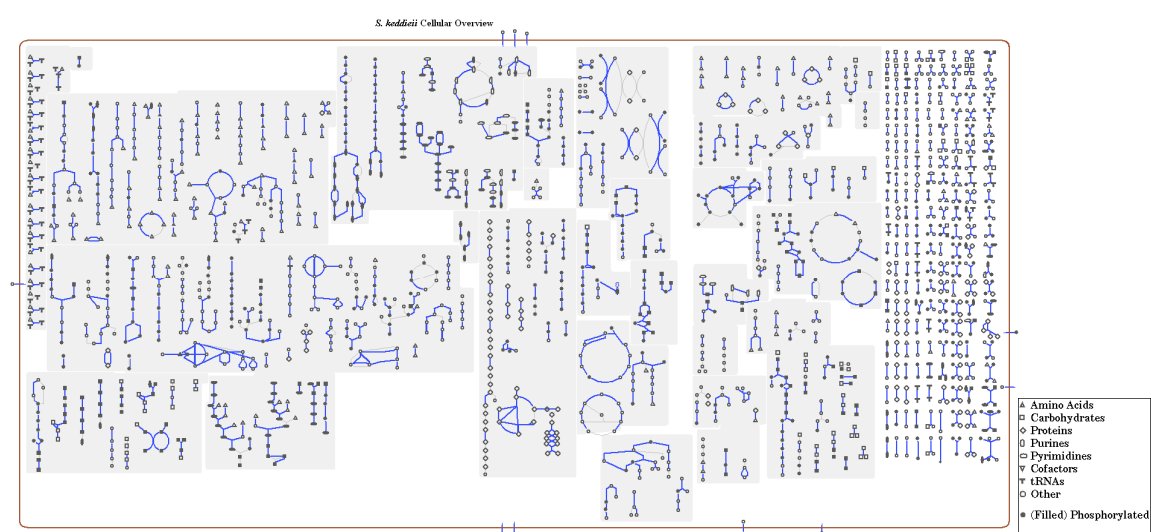 S. keddieii Cellular Overview
Amino Acids
Carbohydrates
Proteins
Purines
Pyrimidines
Cofactors
tRNAs
Other
(Filled) Phosphorylated